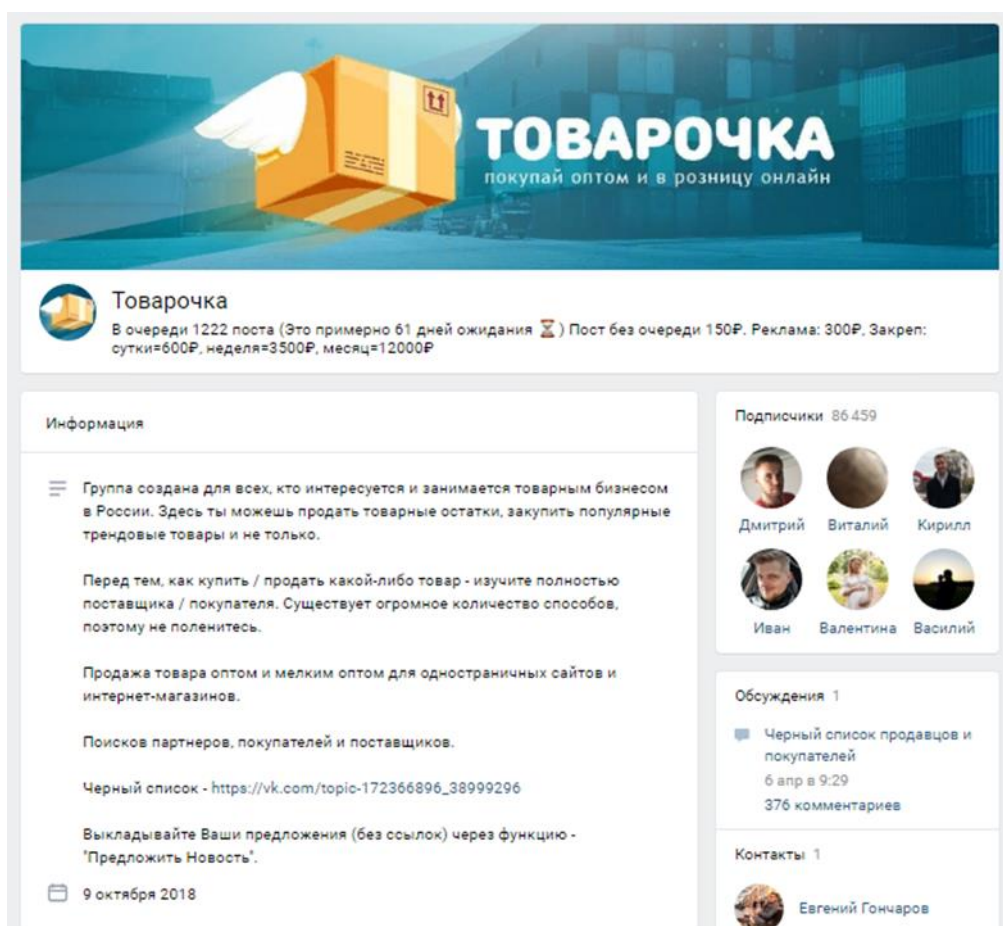 ТОВАРОЧКА
покупай оптом и в розницу онлайн
Товарочка
В очереди 1222 поста (Это примерно 61 дней ожидания ⏳) Пост без очереди 150₽. Реклама: 300₽, Закреп:
сутки=600₽, неделя=3500₽, месяц=12000₽
Информация
Группа создана для всех, кто интересуется и занимается товарным бизнесом
в России. Здесь ты можешь продать товарные остатки, закупить популярные
трендовые товары и не только.
Перед тем, как купить / продать какой-либо товар - изучите полностью
поставщика / покупателя. Существует огромное количество способов,
поэтому не поленитесь.
Продажа товара оптом и мелким оптом для одностраничных сайтов и
интернет-магазинов.
Поисков партнеров, покупателей и поставщиков.
Черный список - https://vk.com/topic-172366896_38999296
Выкладывайте Ваши предложения (без ссылок) через функцию -
"Предложить Новость".
9 октября 2018
Подписчики 86 459
Дмитрий Виталий Кирилл
Иван Валентина Василий
Обсуждения 1
Черный список продавцов и
покупателей
6 апр в 9:29
376 комментариев
Контакты 1
Евгений Гончаров